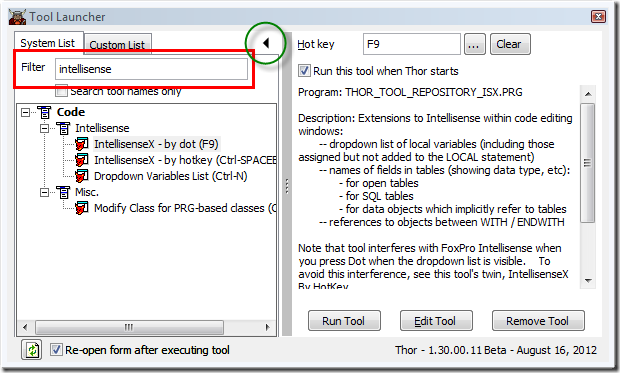 Tool Launcher
System List
Custom List
Filter
intellisense
Search tool names only
Code
Intellisense
IntellisenseX - by dot (F9)
IntellisenseX - by hotkey (Ctrl-SPACEB
Dropdown Variables List (Ctrl-N)
Misc.
Modify Class for PRG-based classes (C
Re-open form after executing tool
Hot key
F9
...
Clear
Run this tool when Thor starts
Program: THOR_TOOL_REPOSITORY_ISX.PRG
Description: Extensions to Intellisense within code editing
windows:
-- dropdown list of local variables (including those
assigned but not added to the LOCAL statement)
-- names of fields in tables (showing data type, etc):
- for open tables
- for SQL tables
- for data objects which implicitly refer to tables
-- references to objects between WITH / ENDWITH
Note that tool interferes with FoxPro Intellisense when
you press Dot when the dropdown list is visible. To
avoid this interference, see this tool's twin, IntellisenseX
By HotKey
Run Tool
Edit Tool
Remove Tool
Thor - 1.30.00.11 Beta - August 16, 2012